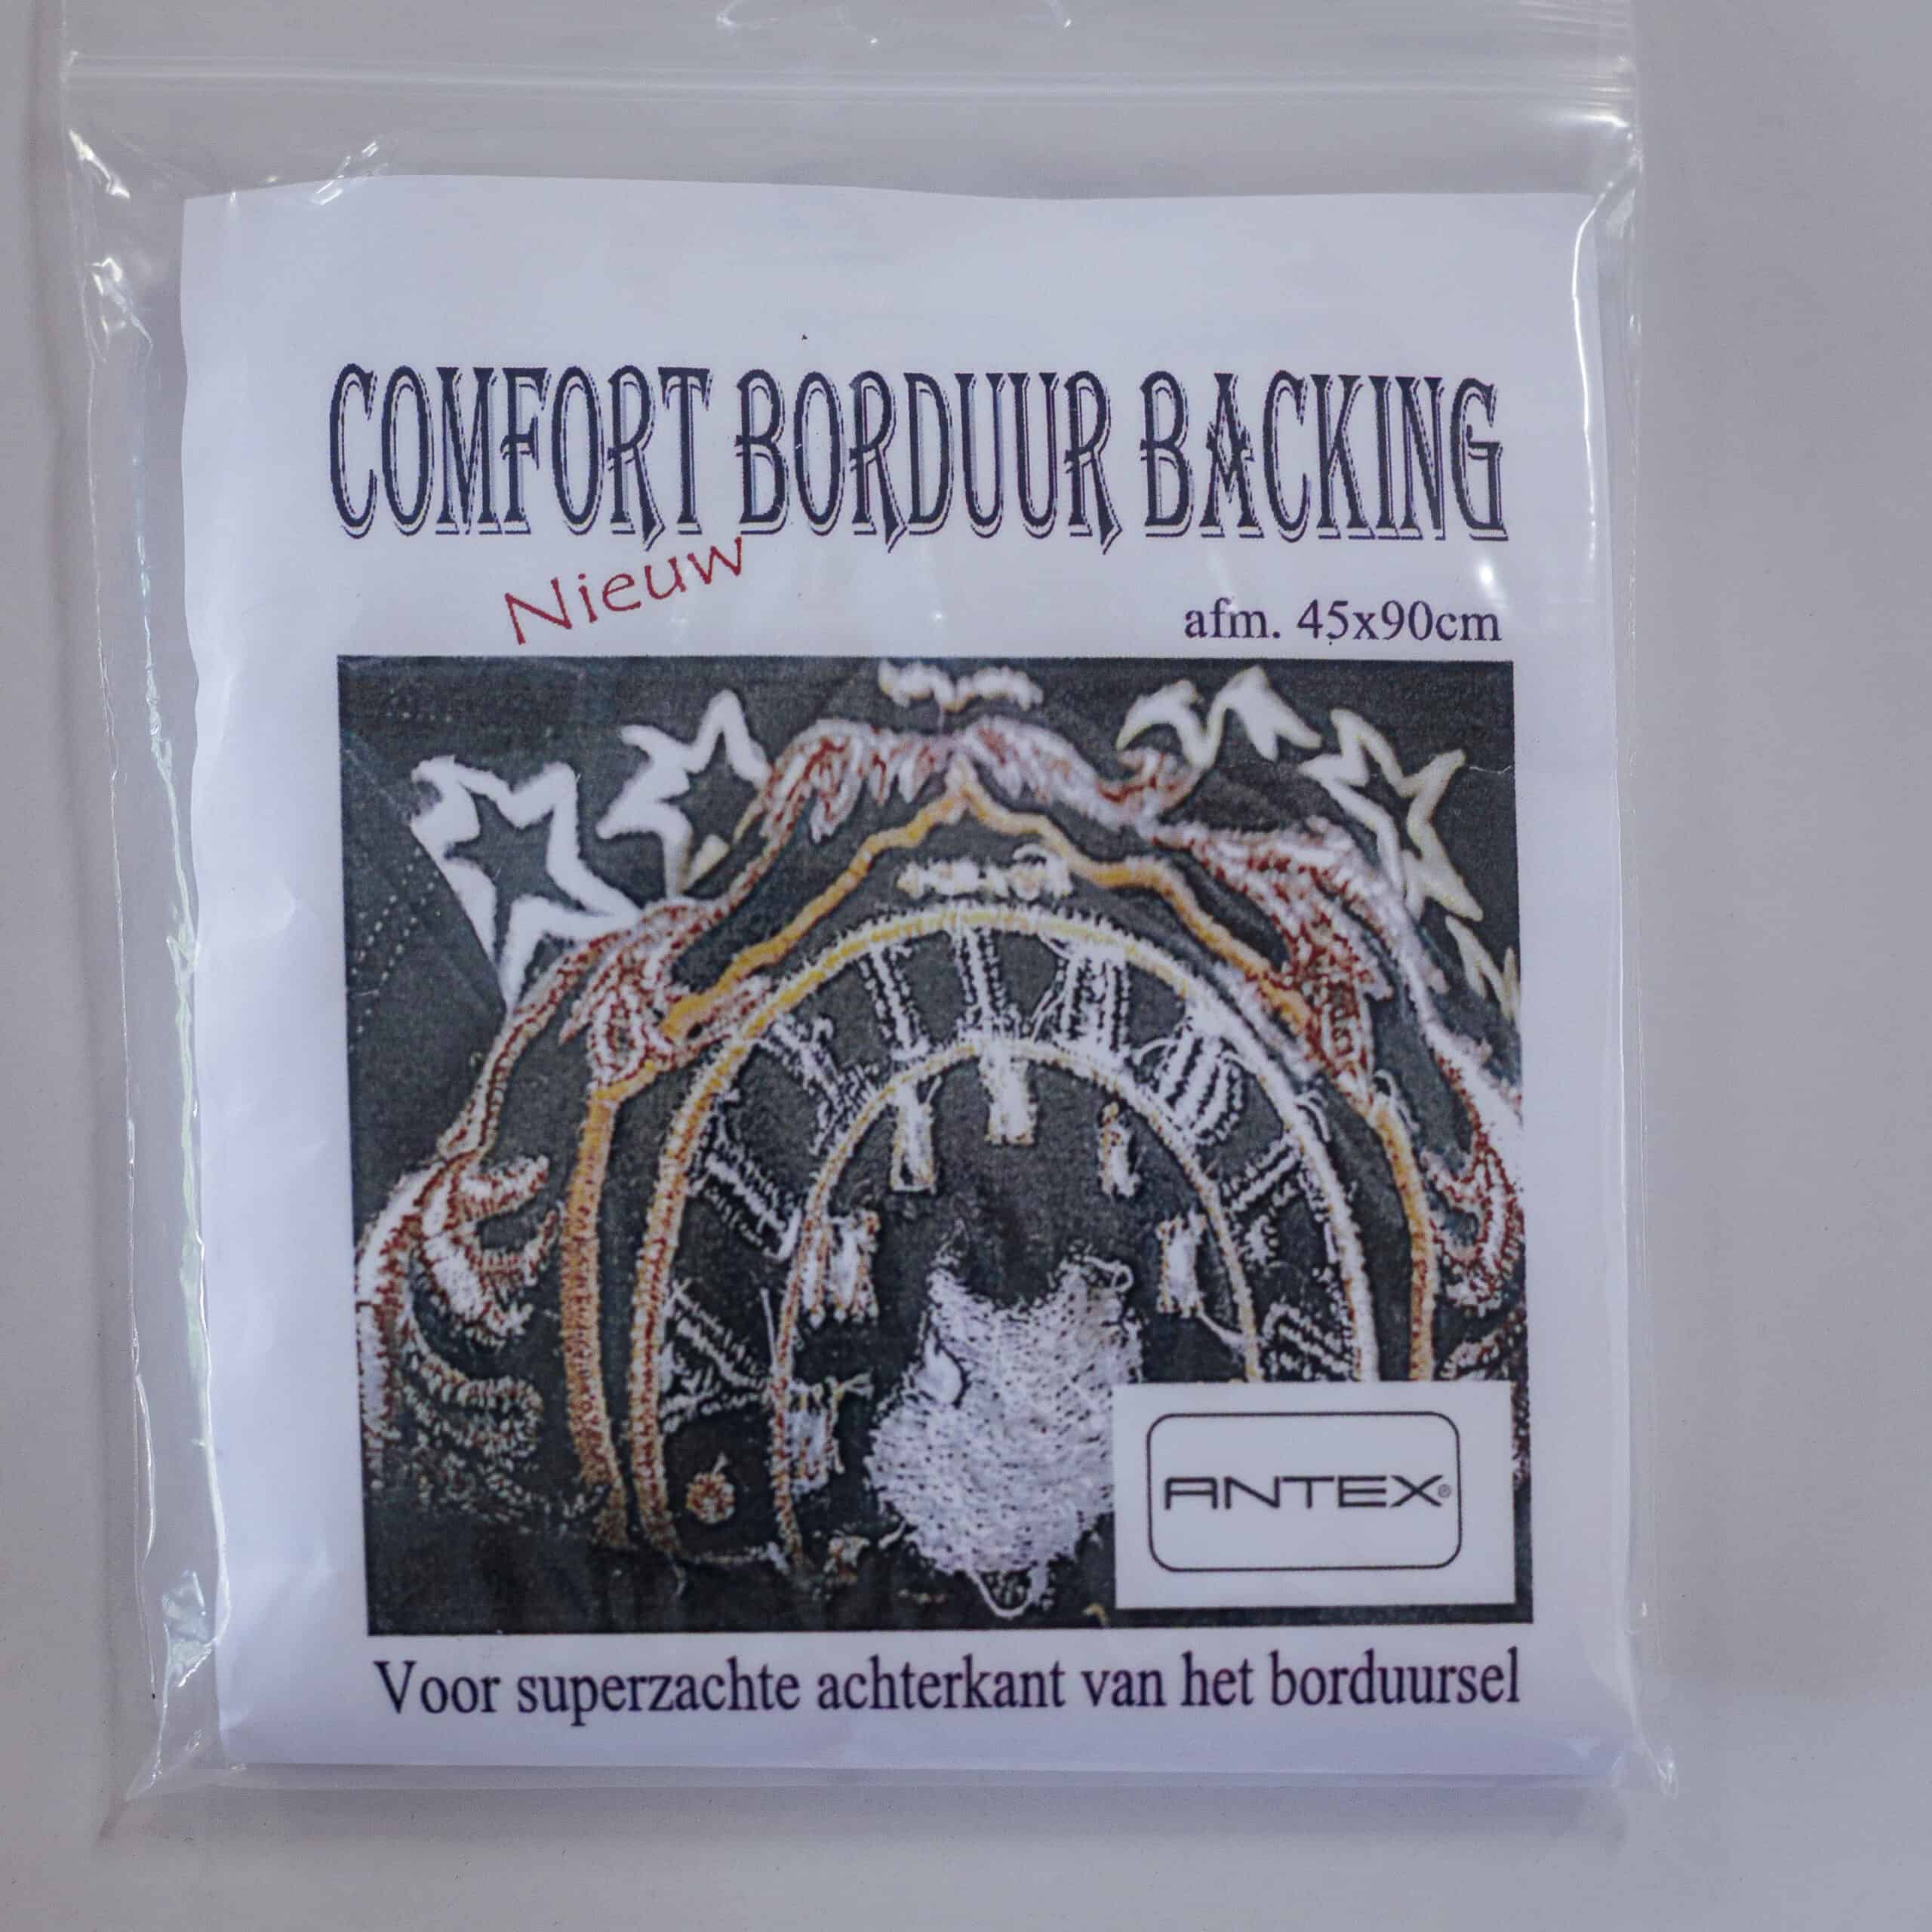 COMFORT BORDUUR BACKING
Nieuw
afm. 45x90cm
ANTEX®
Voor superzachte achterkant van het borduursel